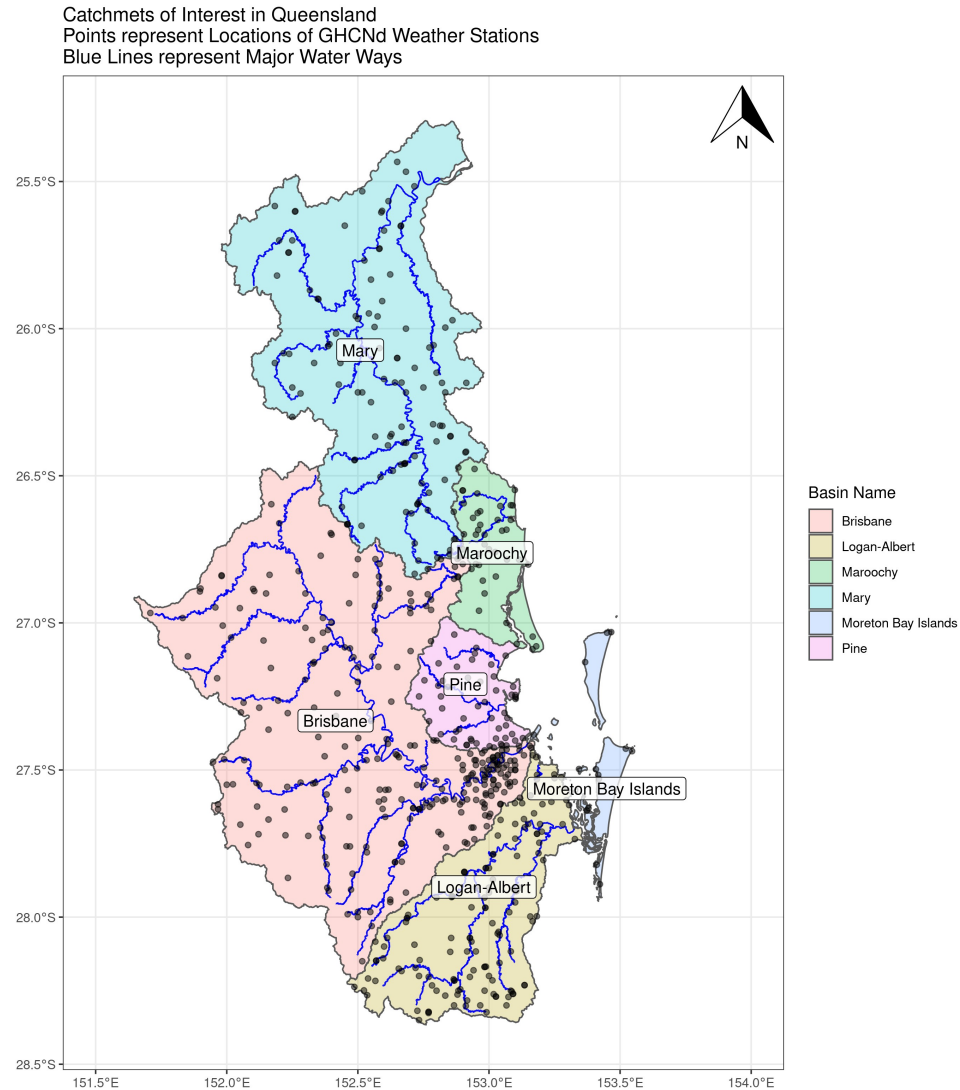 Catchmets of Interest in Queensland
Points represent Locations of GHCNd Weather Stations
Blue Lines represent Major Water Ways
N
25.5°S
26.0°S
26.5°S
27.0°S
27.5°S
28.0°S
28.5°S
Mary
Maroochy
Pine
Brisbane
Moreton Bay Islands
Logan-Albert
151.5°E
152.0°E
152.5°E
153.0°E
153.5°E
154.0°E
Basin Name
Brisbane
Logan-Albert
Maroochy
Mary
Moreton Bay Islands
Pine